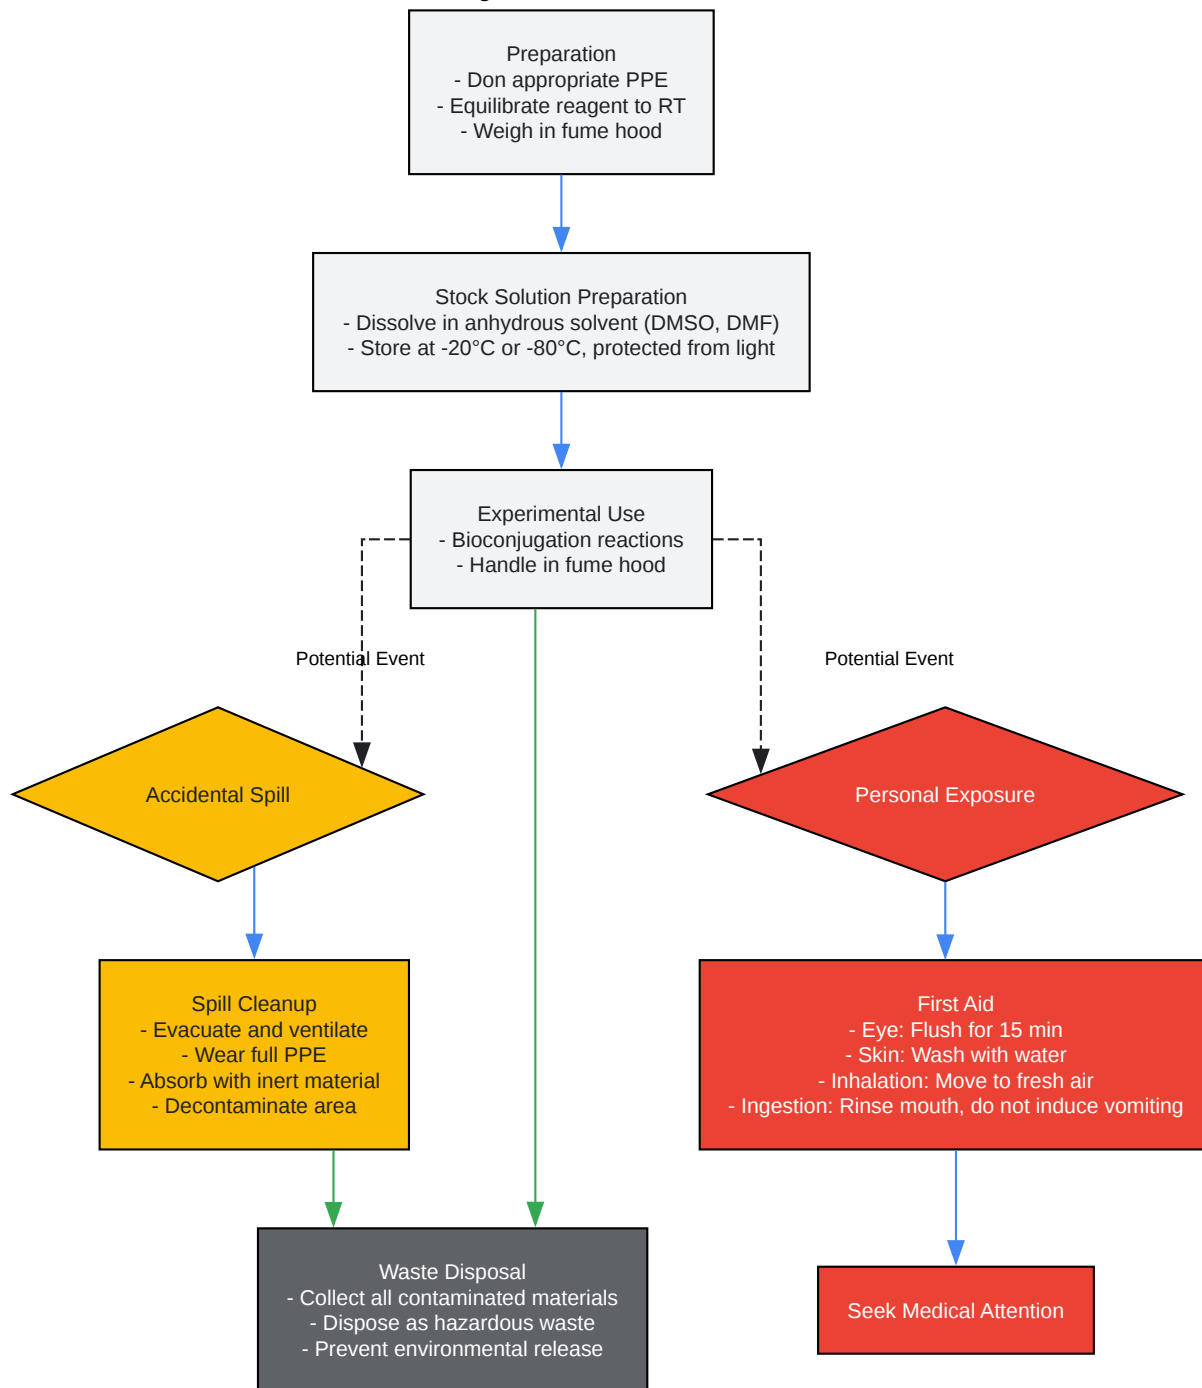 Preparation
- Don appropriate PPE
- Equilibrate reagent to RT
- Weigh in fume hood
Stock Solution Preparation
- Dissolve in anhydrous solvent (DMSO, DMF)
- Store at -20°C or -80°C, protected from light
Experimental Use
- Bioconjugation reactions
- Handle in fume hood
Potential Event
Potential Event
Accidental Spill
Personal Exposure
Spill Cleanup
- Evacuate and ventilate
- Wear full PPE
- Absorb with inert material
- Decontaminate area
First Aid
- Eye: Flush for 15 min
- Skin: Wash with water
- Inhalation: Move to fresh air
- Ingestion: Rinse mouth, do not induce vomiting
Waste Disposal
- Collect all contaminated materials
- Dispose as hazardous waste
- Prevent environmental release
Seek Medical Attention